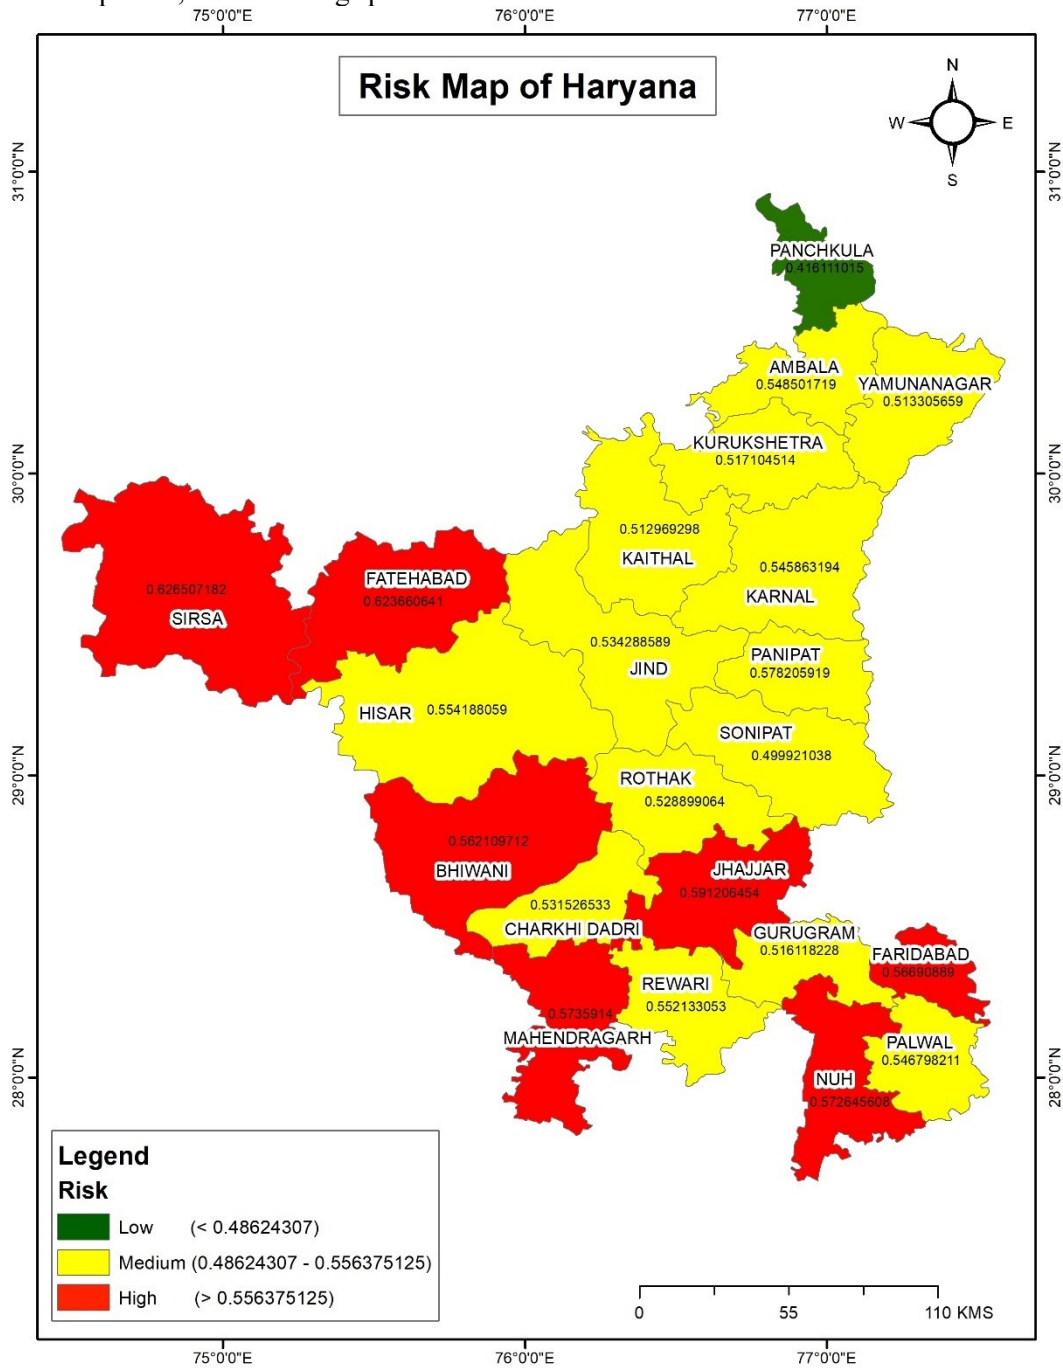 75°0'0"E 76°0'0"E 77°0'0"E
Risk Map of Haryana
N
W E
S
31°0'0"N 31°0'0"N
PANCHKULA
0.416111015
AMBALA
0.548501719
YAMUNANAGAR
0.513305659
KURUKSHETRA
0.517104514
30°0'0"N 30°0'0"N
0.512969298
KAITHAL
0.545863194
KARNAL
FATEHABAD
0.623660641
0.626507182
SIRSA
0.534288589
JIND
PANIPAT
0.578205919
HISAR 0.554188059
SONIPAT
0.499921038
29°0'0"N 29°0'0"N
ROTHAK
0.528899064
0.562109712
BHIWANI
JHAJJAR
0.591206454
0.531526533
CHARKHI DADRI
GURUGRAM
0.516118228
FARIDABAD
0.56690889
REWARI
0.552133053
0.5735914
MAHENDRAGARH
PALWAL
0.546798211
NUH
0.572645608
28°0'0"N 28°0'0"N
Legend
Risk
Low (< 0.48624307)
Medium (0.48624307 - 0.556375125)
High (> 0.556375125)
0 55 110 KMS
75°0'0"E 76°0'0"E 77°0'0"E